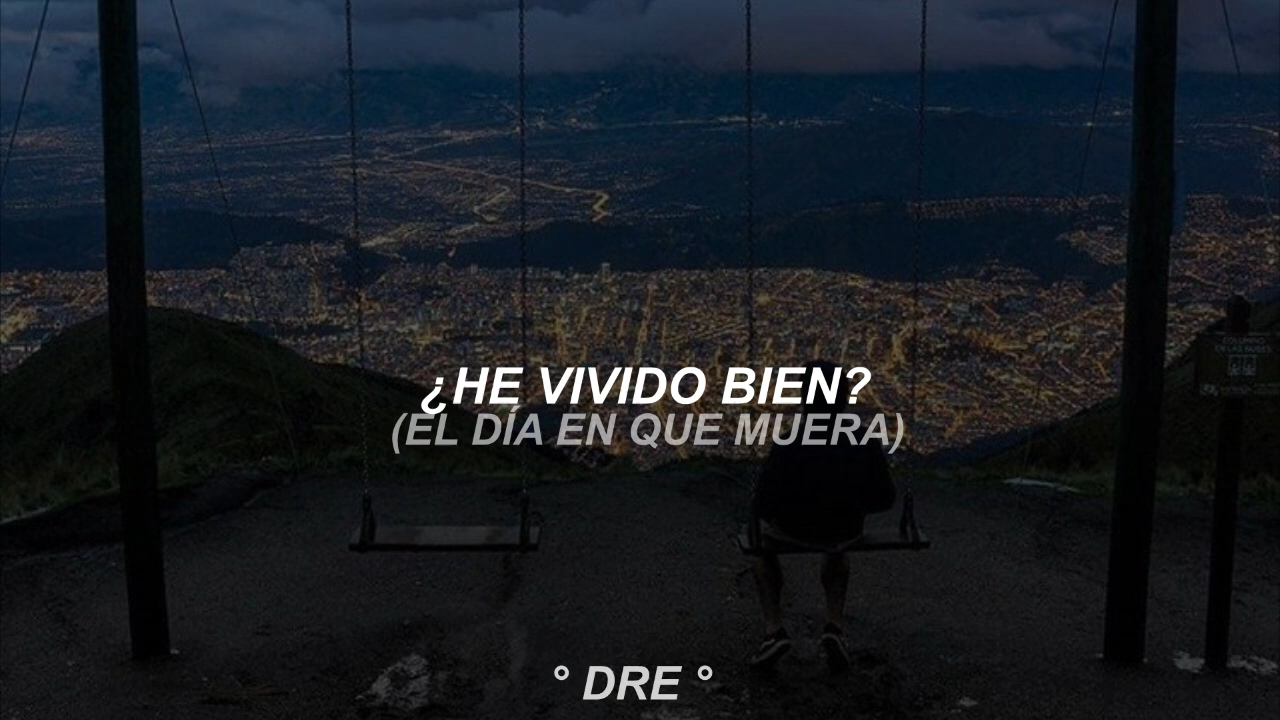 ¿HE VIVIDO BIEN?
(EL DÍA EN QUE MUERA)
° DRE °